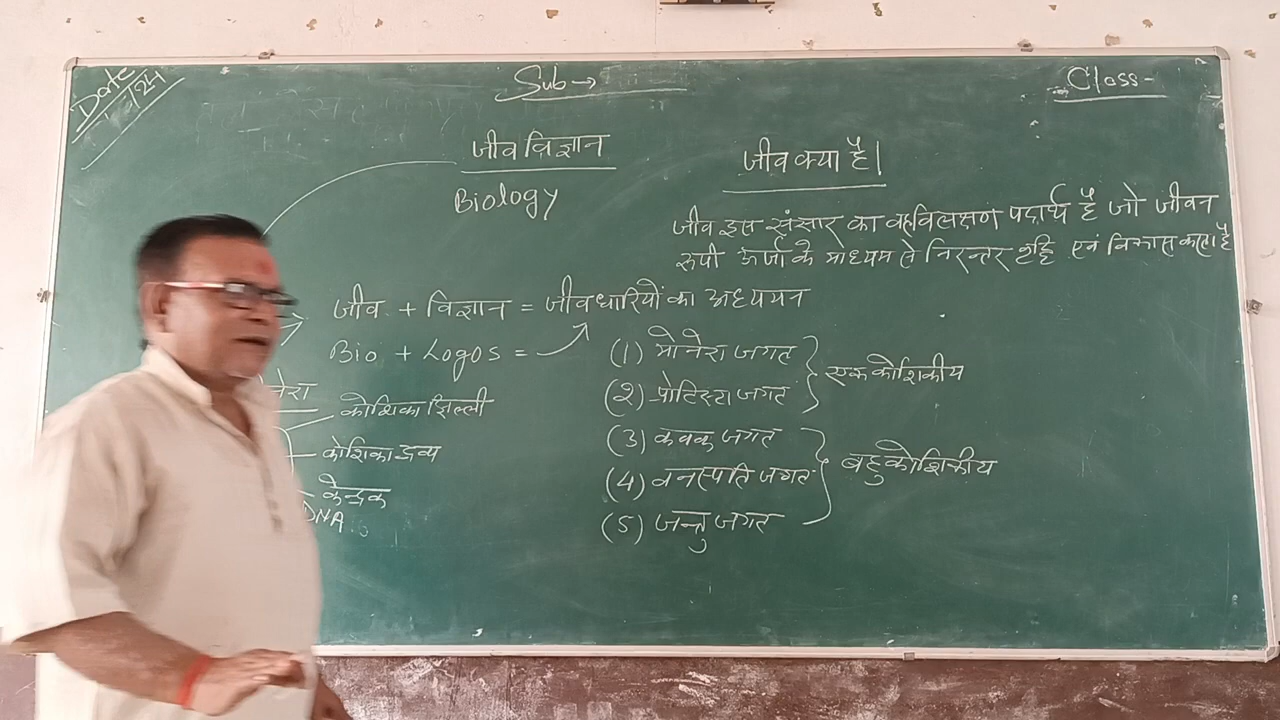 Date
/24
Sub →
Class -
जीव विज्ञान
Biology
जीव क्या है।
जीव इस संसार का वह विलक्षण पदार्थ है जो जीवन
रूपी ऊर्जा के माध्यम से निरन्तर वृद्धि एवं विकास करता है
जीव + विज्ञान = जीवधारियों का अध्ययन
Bio + Logos =
(1) मोनेरा जगत
(2) प्रोटिस्टा जगत
एककोशिकीय
(3) कवक जगत
(4) वनस्पति जगत
(5) जन्तु जगत
बहुकोशिकीय
नेरा
कोशिका झिल्ली
कोशिका द्रव्य
केन्द्रक
DNA